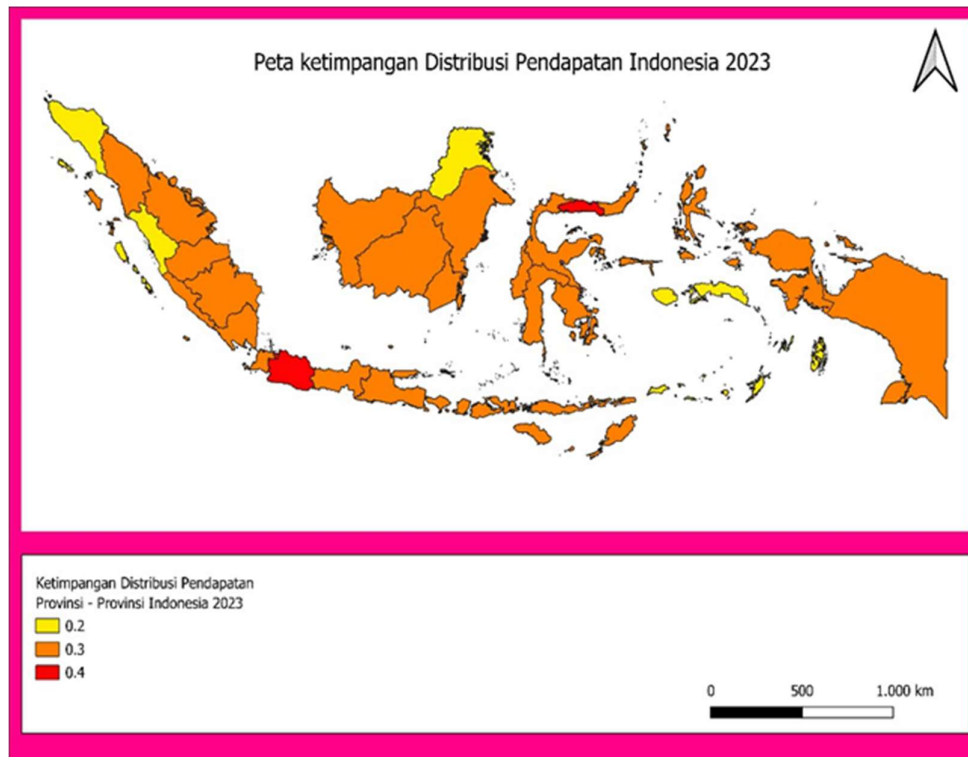 Peta ketimpangan Distribusi Pendapatan Indonesia 2023
Ketimpangan Distribusi Pendapatan
Provinsi - Provinsi Indonesia 2023
0.2
0.3
0.4
0 500 1.000 km